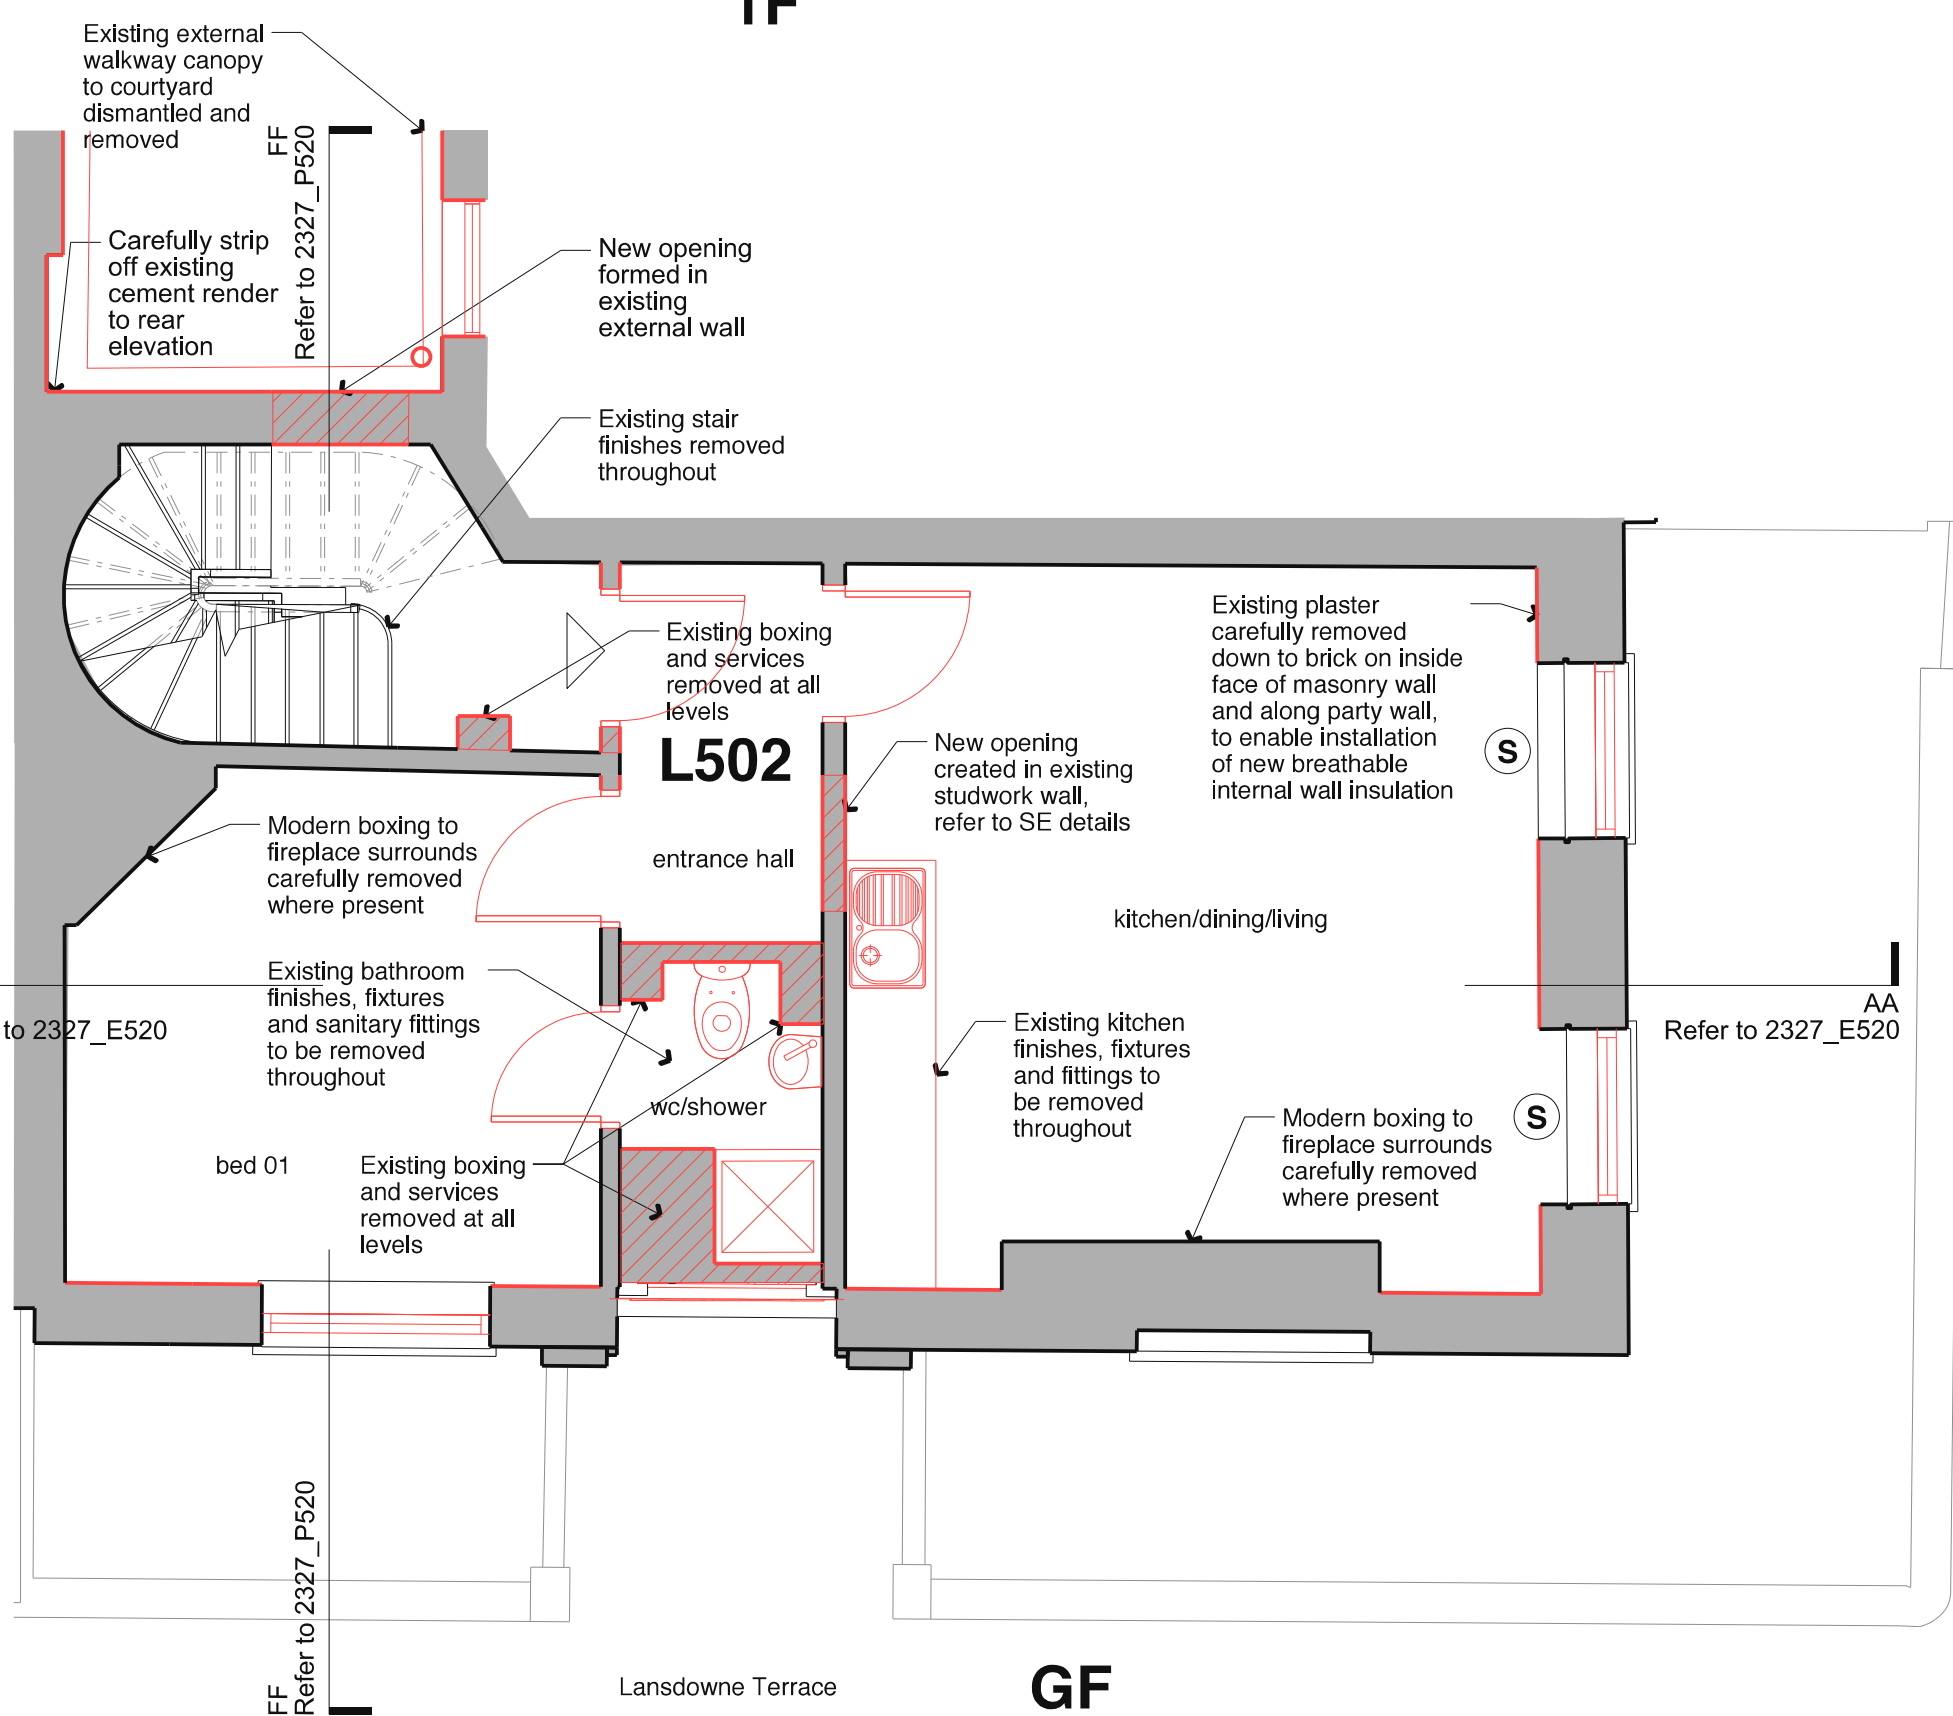 1F
Existing external
walkway canopy
to courtyard
dismantled and
removed
FF
Refer to 2327_P520
Carefully strip
off existing
cement render
to rear
elevation
New opening
formed in
existing
external wall
Existing stair
finishes removed
throughout
Existing boxing
and services
removed at all
levels
L502
Existing plaster
carefully removed
down to brick on inside
face of masonry wall
and along party wall,
to enable installation
of new breathable
internal wall insulation
S
New opening
created in existing
studwork wall,
refer to SE details
Modern boxing to
fireplace surrounds
carefully removed
where present
entrance hall
kitchen/dining/living
Existing bathroom
finishes, fixtures
and sanitary fittings
to be removed
throughout
to 2327_E520
AA
Refer to 2327_E520
Existing kitchen
finishes, fixtures
and fittings to
be removed
throughout
wc/shower
S
Modern boxing to
fireplace surrounds
carefully removed
where present
bed 01
Existing boxing
and services
removed at all
levels
FF
Refer to 2327_P520
Lansdowne Terrace
GF